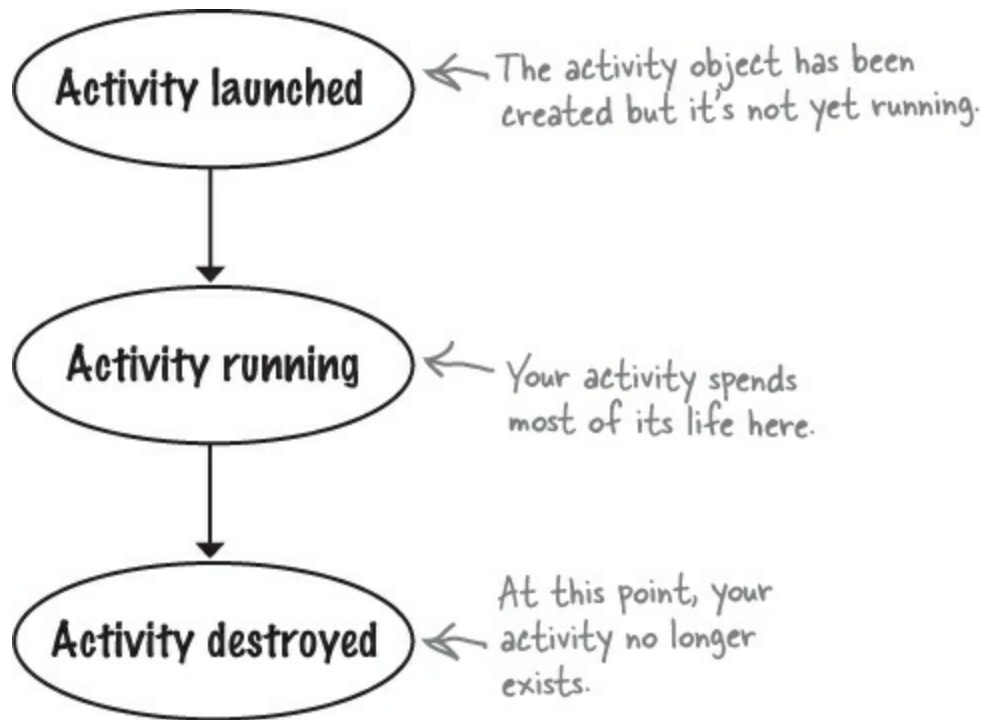 Activity launched
The activity object has been
created but it's not yet running.
Activity running
Your activity spends
most of its life here.
Activity destroyed
At this point, your
activity no longer
exists.